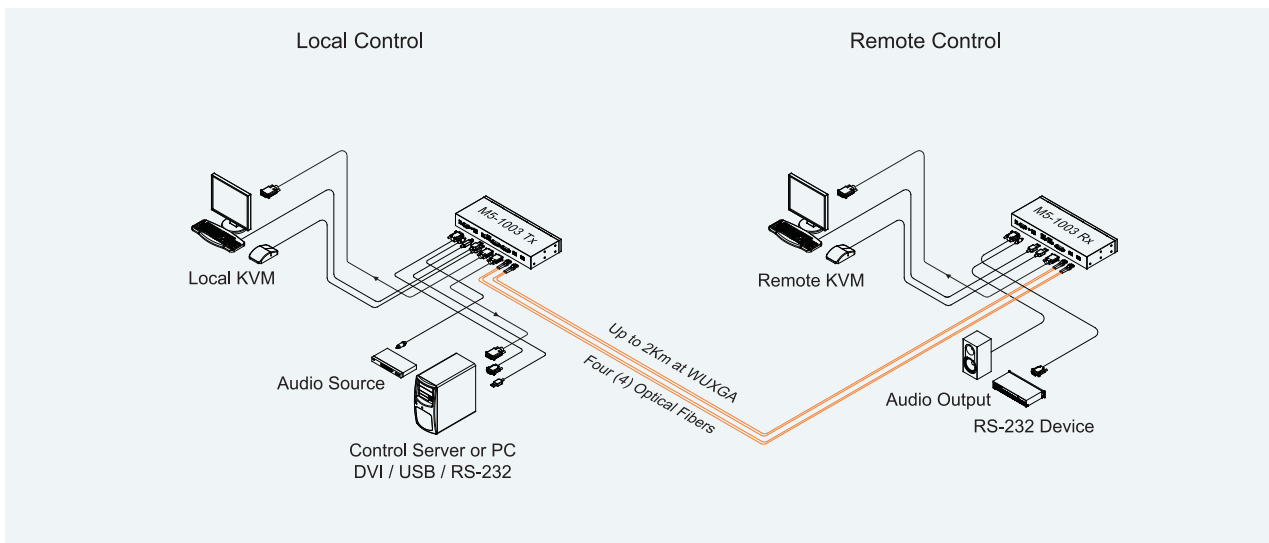 Local Control
Remote Control
M5-1003 Tx
Local KVM
Audio Source
Control Server or PC
DVI / USB / RS-232
Up to 2Km at WUXGA
Four (4) Optical Fibers
M5-1003 Rx
Remote KVM
Audio Output
RS-232 Device